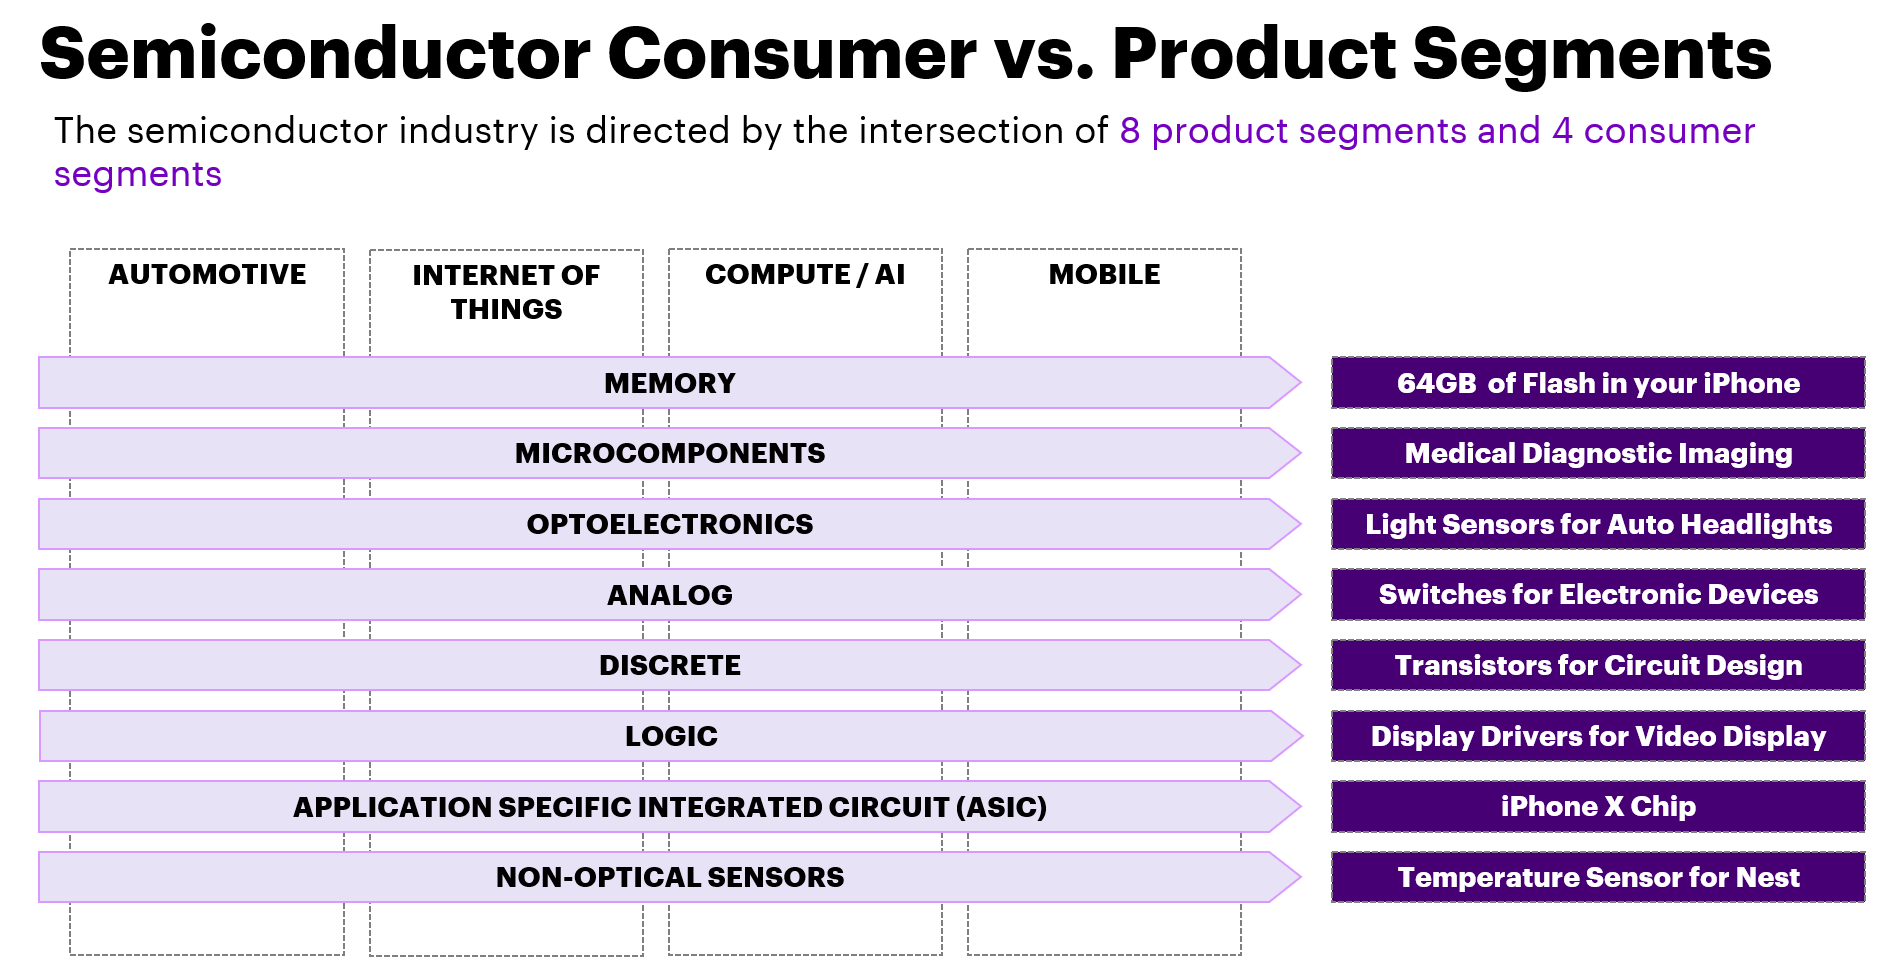 Semiconductor Consumer vs. Product Segments
The semiconductor industry is directed by the intersection of 8 product segments and 4 consumer
segments
AUTOMOTIVE
INTERNET OF
THINGS
COMPUTE / AI
MOBILE
MEMORY
64GB  of Flash in your iPhone
MICROCOMPONENTS
Medical Diagnostic Imaging
OPTOELECTRONICS
Light Sensors for Auto Headlights
ANALOG
Switches for Electronic Devices
DISCRETE
Transistors for Circuit Design
LOGIC
Display Drivers for Video Display
APPLICATION SPECIFIC INTEGRATED CIRCUIT (ASIC)
iPhone X Chip
NON-OPTICAL SENSORS
Temperature Sensor for Nest